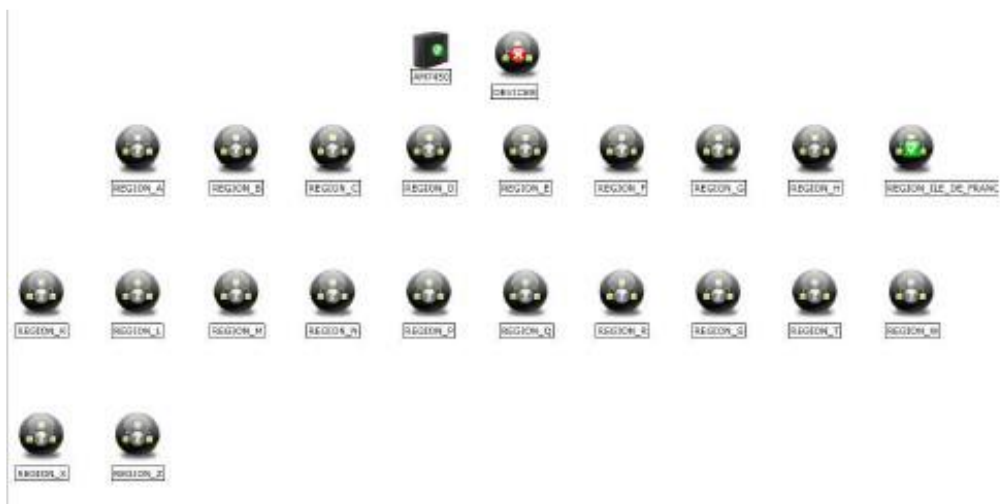 AM7450
DEVICES
REGION_A
REGION_B
REGION_C
REGION_D
REGION_E
REGION_F
REGION_G
REGION_H
REGION_ILE_DE_FRANC
REGION_K
REGION_L
REGION_M
REGION_N
REGION_P
REGION_Q
REGION_R
REGION_S
REGION_T
REGION_W
REGION_X
REGION_Z